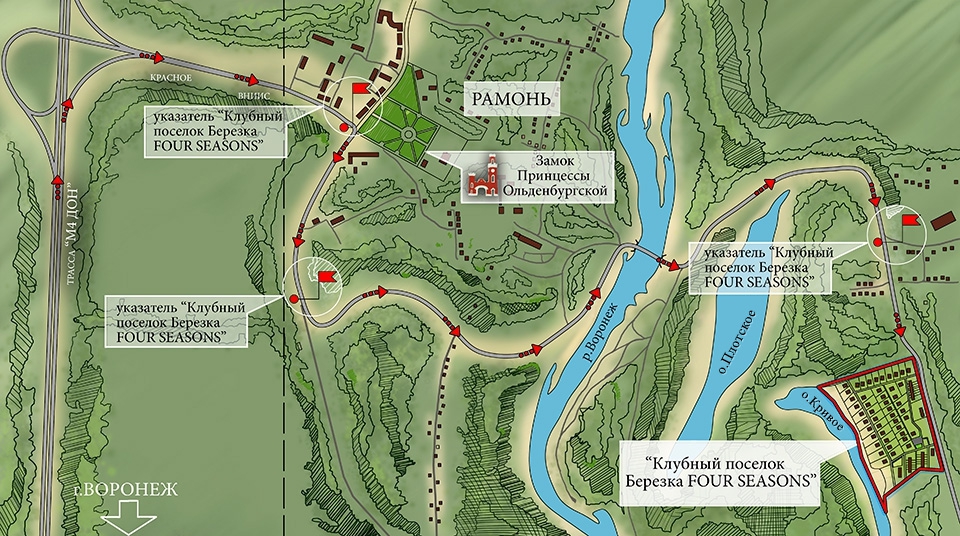 КРАСНОЕ
ВНИИС
указатель “Клубный
поселок Березка
FOUR SEASONS”
РАМОНЬ
Замок
Принцессы
Ольденбургской
ТРАССА “М4 ДОН”
указатель “Клубный
поселок Березка
FOUR SEASONS”
указатель “Клубный
поселок Березка
FOUR SEASONS”
р.Воронеж
о.Плотское
о.Кривое
“Клубный поселок
Березка FOUR SEASONS”
г.ВОРОНЕЖ